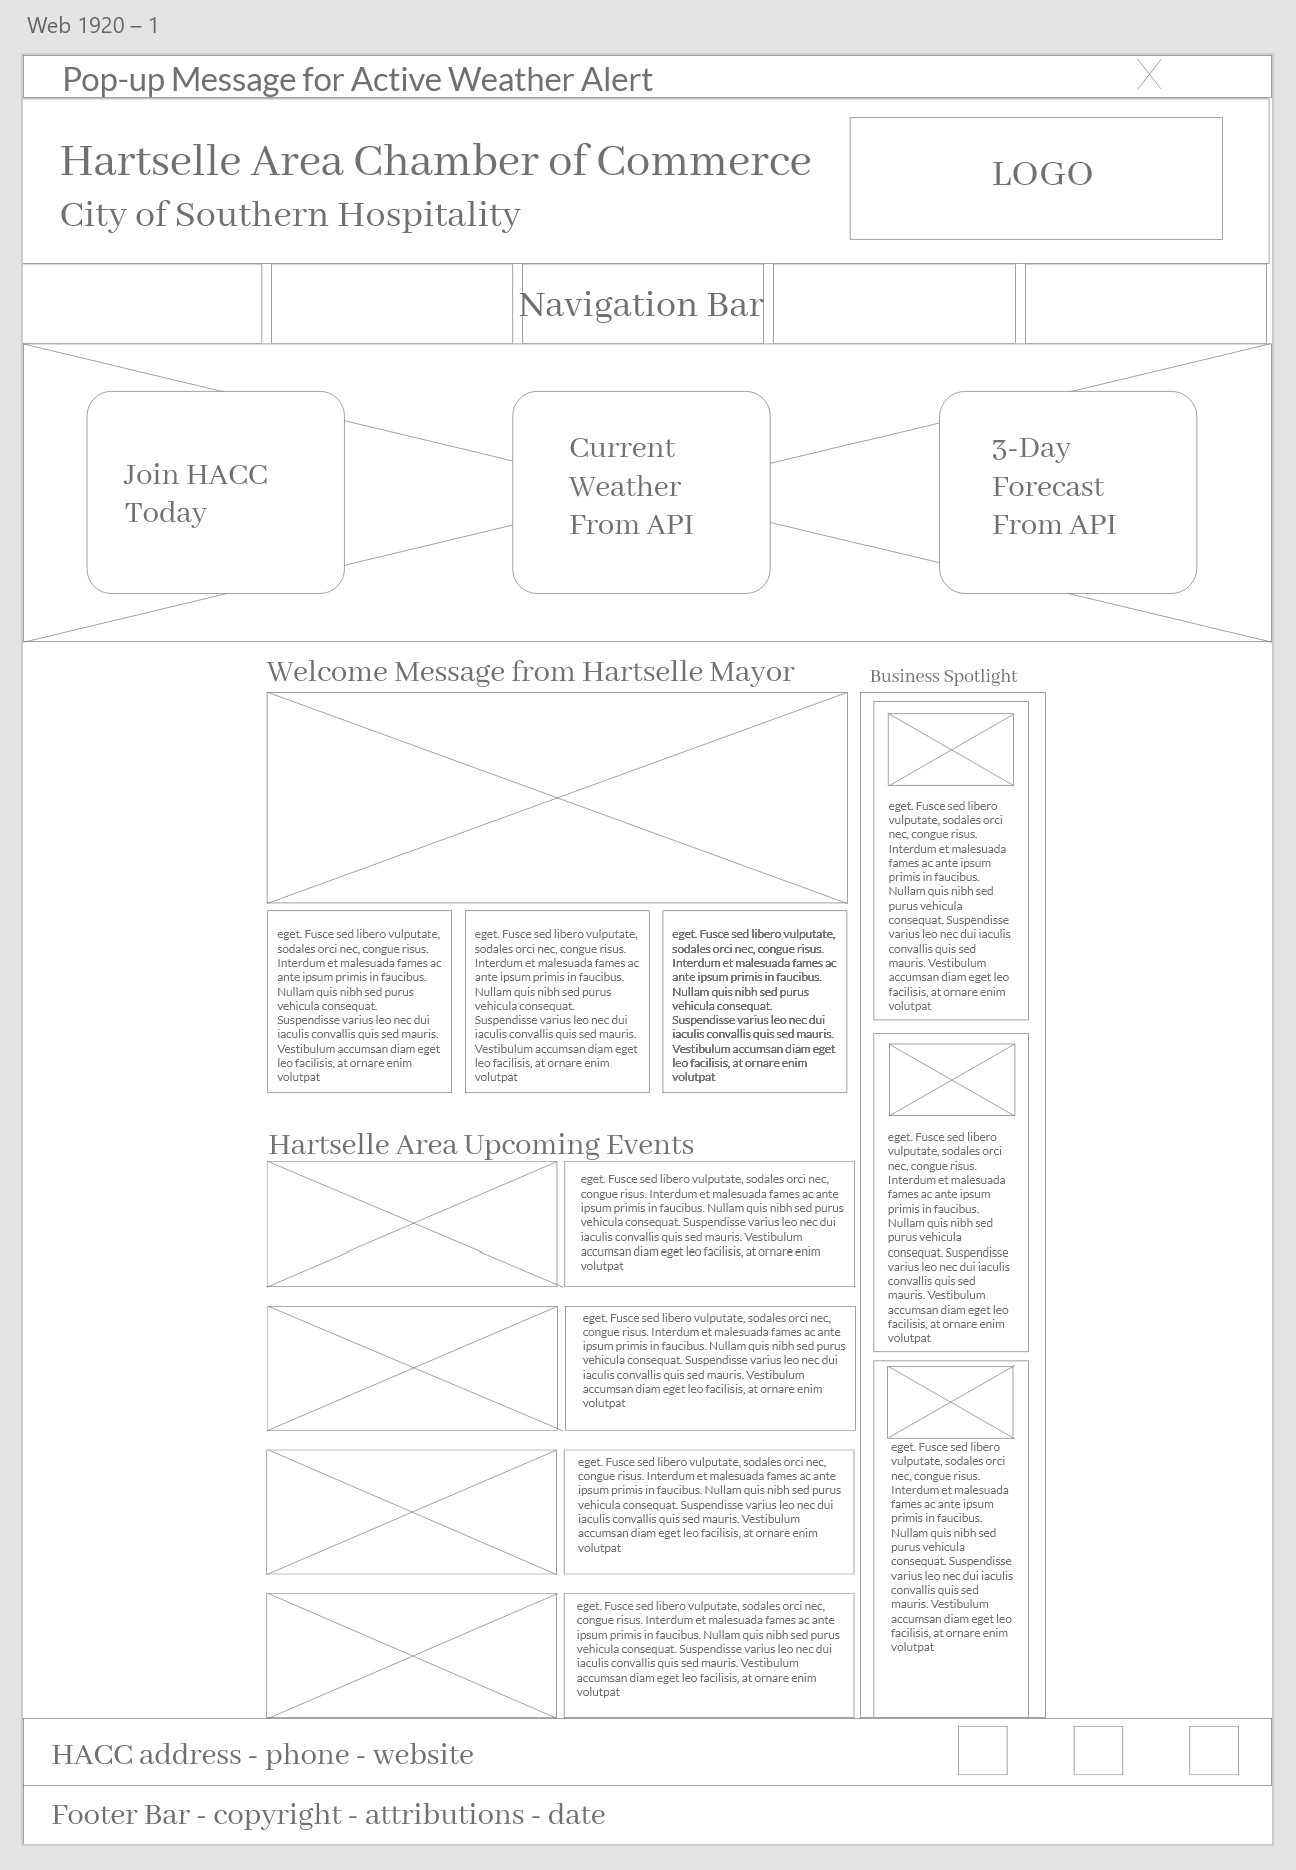 Web 1920 – 1
Pop-up Message for Active Weather Alert
X
Hartselle Area Chamber of Commerce
City of Southern Hospitality
LOGO
Navigation Bar
Join HACC
Today
Current
Weather
From API
3-Day
Forecast
From API
Welcome Message from Hartselle Mayor
eget. Fusce sed libero vulputate,
sodales orci nec, congue risus.
Interdum et malesuada fames ac
ante ipsum primis in faucibus.
Nullam quis nibh sed purus
vehicula consequat.
Suspendisse varius leo nec dui
iaculis convallis quis sed mauris.
Vestibulum accumsan diam eget
leo facilisis, at ornare enim
volutpat
eget. Fusce sed libero vulputate,
sodales orci nec, congue risus.
Interdum et malesuada fames ac
ante ipsum primis in faucibus.
Nullam quis nibh sed purus
vehicula consequat.
Suspendisse varius leo nec dui
iaculis convallis quis sed mauris.
Vestibulum accumsan diam eget
leo facilisis, at ornare enim
volutpat
eget. Fusce sed libero vulputate,
sodales orci nec, congue risus.
Interdum et malesuada fames ac
ante ipsum primis in faucibus.
Nullam quis nibh sed purus
vehicula consequat.
Suspendisse varius leo nec dui
iaculis convallis quis sed mauris.
Vestibulum accumsan diam eget
leo facilisis, at ornare enim
volutpat
Hartselle Area Upcoming Events
eget. Fusce sed libero vulputate, sodales orci nec,
congue risus. Interdum et malesuada fames ac ante
ipsum primis in faucibus. Nullam quis nibh sed purus
vehicula consequat. Suspendisse varius leo nec dui
iaculis convallis quis sed mauris. Vestibulum
accumsan diam eget leo facilisis, at ornare enim
volutpat
eget. Fusce sed libero vulputate, sodales orci nec,
congue risus. Interdum et malesuada fames ac ante
ipsum primis in faucibus. Nullam quis nibh sed purus
vehicula consequat. Suspendisse varius leo nec dui
iaculis convallis quis sed mauris. Vestibulum
accumsan diam eget leo facilisis, at ornare enim
volutpat
eget. Fusce sed libero vulputate, sodales orci nec,
congue risus. Interdum et malesuada fames ac ante
ipsum primis in faucibus. Nullam quis nibh sed purus
vehicula consequat. Suspendisse varius leo nec dui
iaculis convallis quis sed mauris. Vestibulum
accumsan diam eget leo facilisis, at ornare enim
volutpat
eget. Fusce sed libero vulputate, sodales orci nec,
congue risus. Interdum et malesuada fames ac ante
ipsum primis in faucibus. Nullam quis nibh sed purus
vehicula consequat. Suspendisse varius leo nec dui
iaculis convallis quis sed mauris. Vestibulum
accumsan diam eget leo facilisis, at ornare enim
volutpat
Business Spotlight
eget. Fusce sed libero
vulputate, sodales orci
nec, congue risus.
Interdum et malesuada
fames ac ante ipsum
primis in faucibus.
Nullam quis nibh sed
purus vehicula
consequat. Suspendisse
varius leo nec dui iaculis
convallis quis sed
mauris. Vestibulum
accumsan diam eget leo
facilisis, at ornare enim
volutpat
eget. Fusce sed libero
vulputate, sodales orci
nec, congue risus.
Interdum et malesuada
fames ac ante ipsum
primis in faucibus.
Nullam quis nibh sed
purus vehicula
consequat. Suspendisse
varius leo nec dui iaculis
convallis quis sed
mauris. Vestibulum
accumsan diam eget leo
facilisis, at ornare enim
volutpat
eget. Fusce sed libero
vulputate, sodales orci
nec, congue risus.
Interdum et malesuada
fames ac ante ipsum
primis in faucibus.
Nullam quis nibh sed
purus vehicula
consequat. Suspendisse
varius leo nec dui iaculis
convallis quis sed
mauris. Vestibulum
accumsan diam eget leo
facilisis, at ornare enim
volutpat
HACC address - phone - website
Footer Bar - copyright - attributions - date